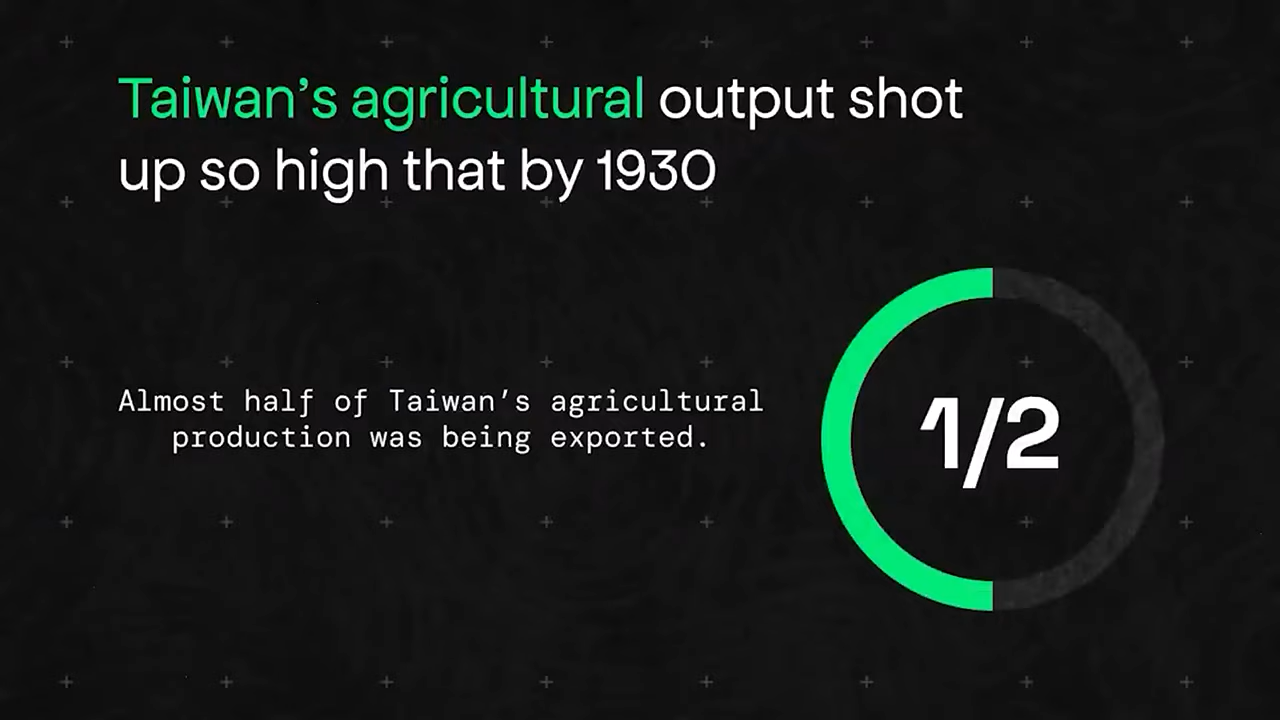 Taiwan’s agricultural output shot
up so high that by 1930
Almost half of Taiwan’s agricultural
production was being exported.
1/2